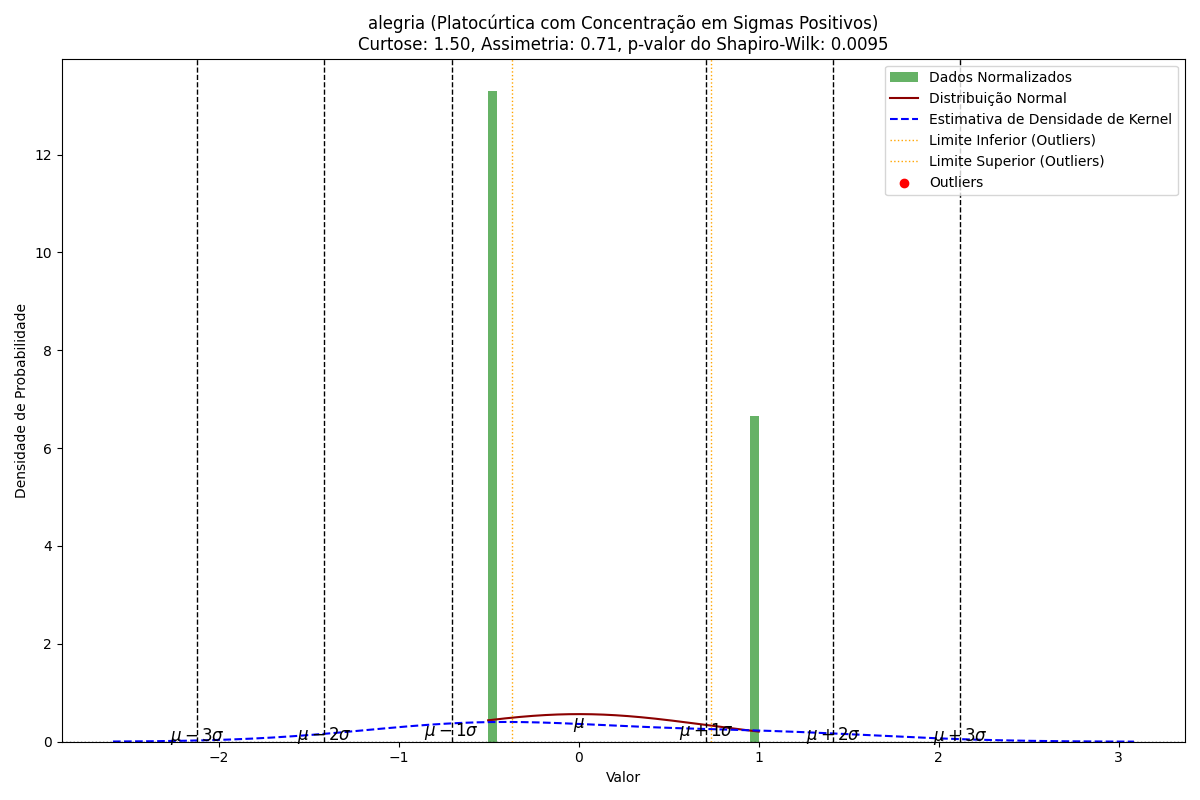 alegria (Platocúrtica com Concentração em Sigmas Positivos)
Curtose: 1.50, Assimetria: 0.71, p-valor do Shapiro-Wilk: 0.0095
Dados Normalizados
Distribuição Normal
Estimativa de Densidade de Kernel
Limite Inferior (Outliers)
Limite Superior (Outliers)
Outliers
Densidade de Probabilidade
12
10
8
6
4
2
0
μ − 3σ
μ − 2σ
μ − 1σ
μ
μ + 1σ
μ + 2σ
μ + 3σ
−2
−1
0
1
2
3
Valor